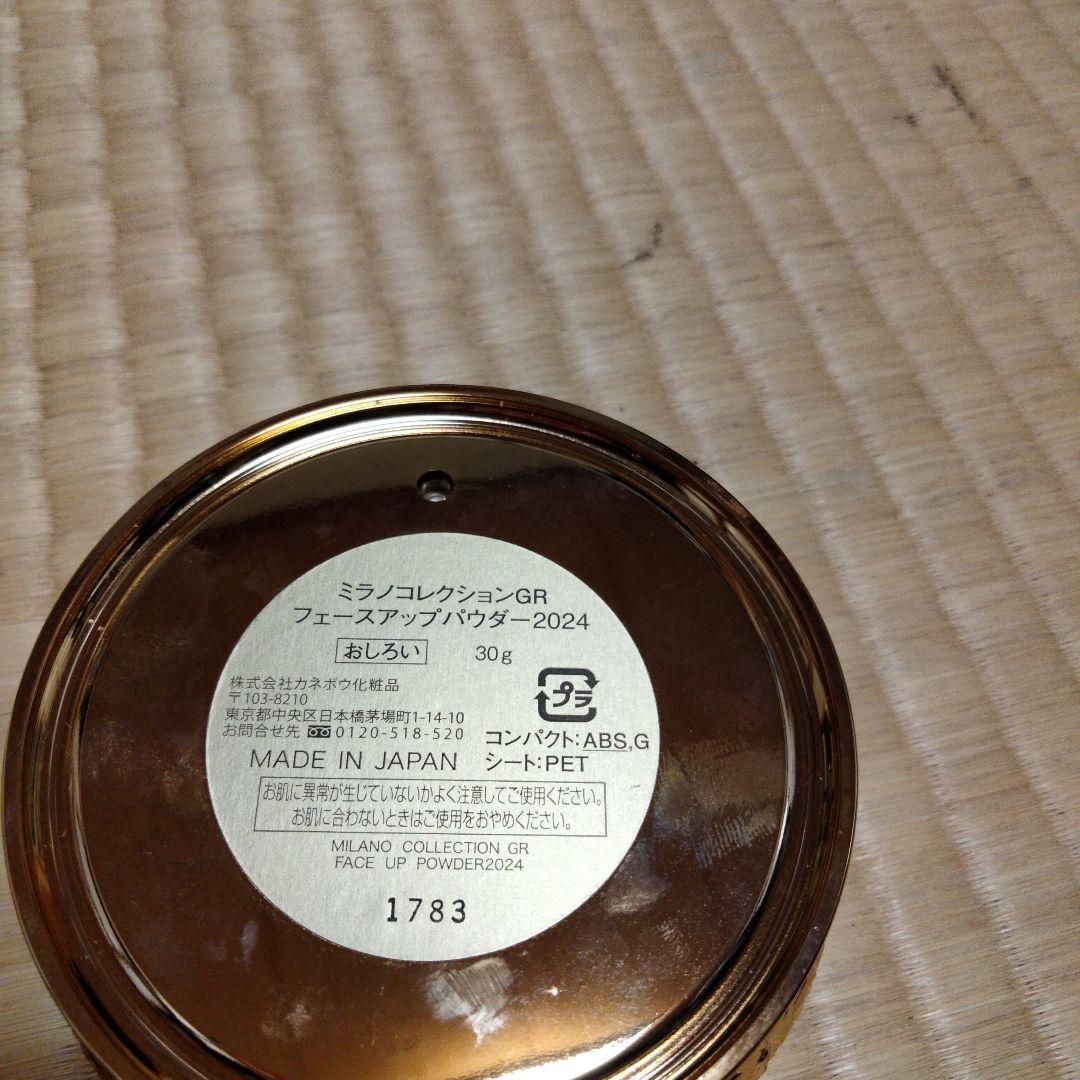 ミラノコレクションGR
フェースアップパウダー2024
おしろい 30g
株式会社カネボウ化粧品
〒103-8210
東京都中央区日本橋茅場町1-14-10
お問合せ先 0120-518-520
プラ
コンパクト:ABS,G
シート:PET
MADE IN JAPAN
お肌に異常が生じていないかよく注意してご使用ください。
お肌に合わないときはご使用をおやめください。
MILANO COLLECTION GR
FACE UP POWDER2024
1783